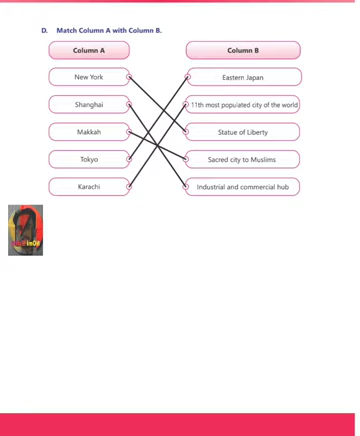 D. Match Column A with Column B.
Column A Column B
New York Eastern Japan
Shanghai 11th most populated city of the world
Makkah Statue of Liberty
Tokyo Sacred city to Muslims
Karachi Industrial and commercial hub